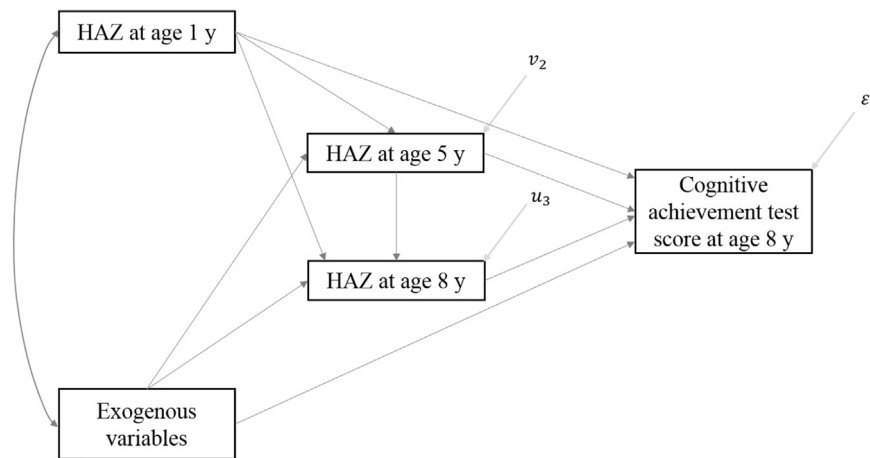 HAZ at age 1 y
v₂
ε
HAZ at age 5 y
Cognitive
achievement test
score at age 8 y
u₃
HAZ at age 8 y
Exogenous
variables